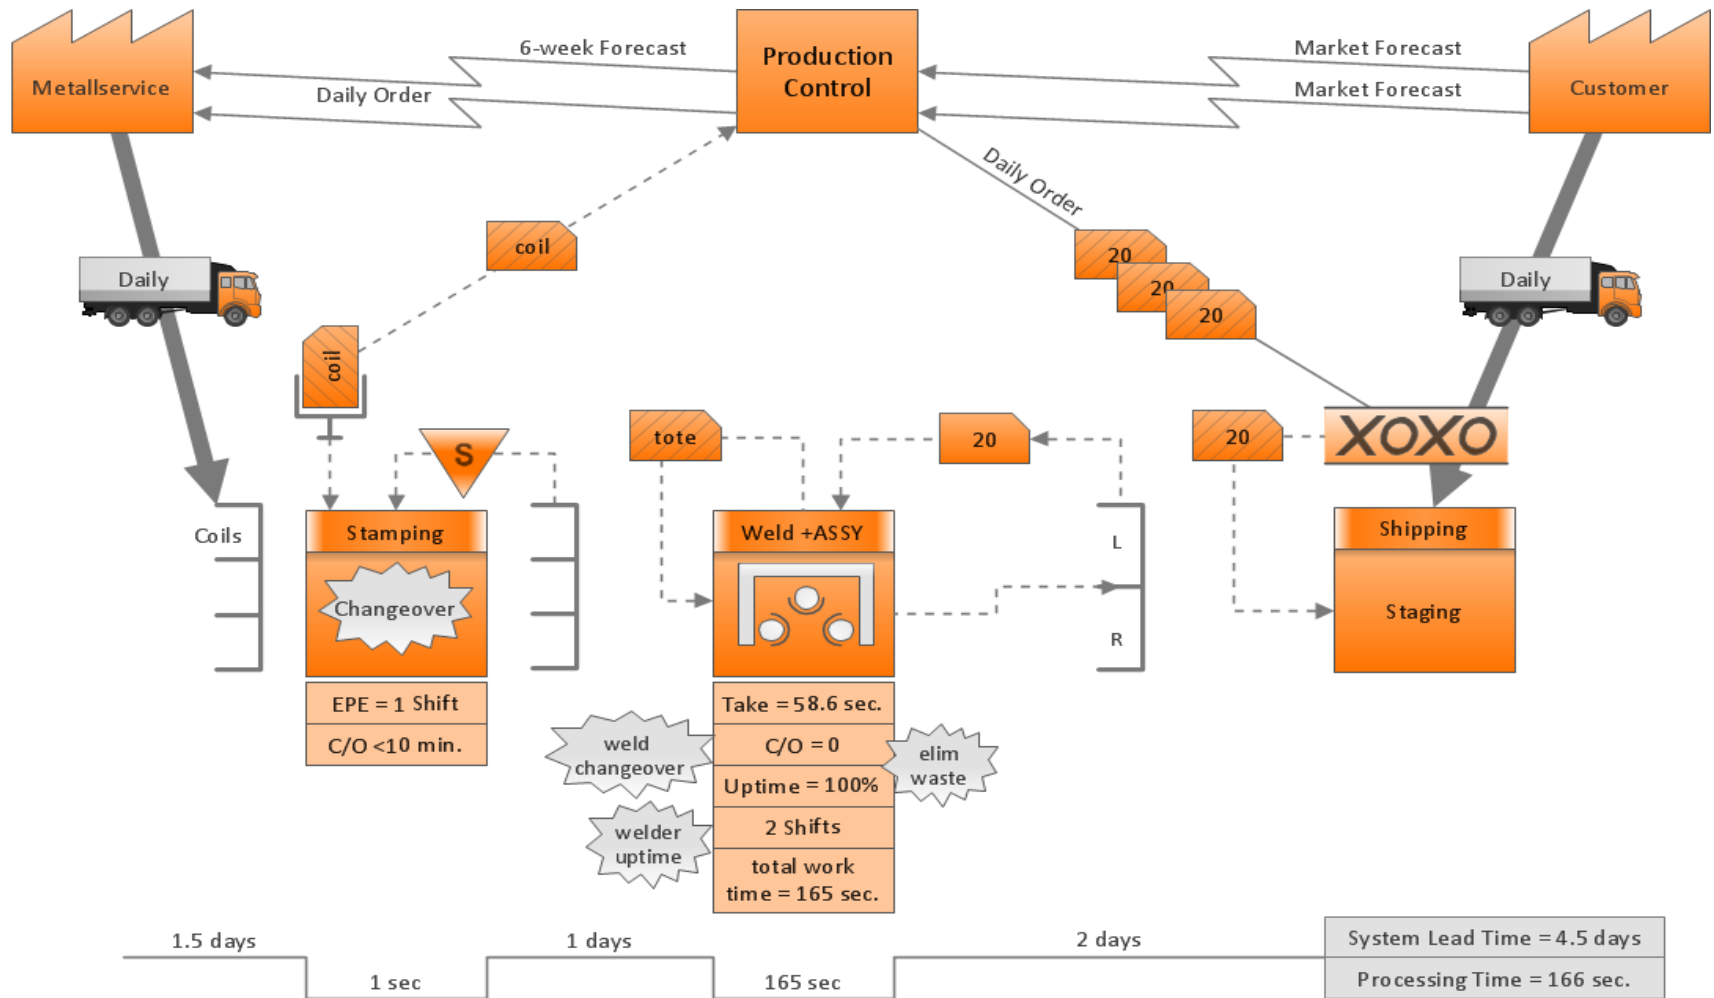 6-week Forecast
Production
Control
Market Forecast
Metallservice
Daily Order
Market Forecast
Customer
Daily Order
coil
20
20
20
Daily
Daily
coil
tote
20
20
XOXO
S
Coils
Stamping
Weld +ASSY
L
Shipping
Changeover
R
Staging
EPE = 1 Shift
C/O <10 min.
Take = 58.6 sec.
C/O = 0
Uptime = 100%
2 Shifts
total work
time = 165 sec.
weld
changeover
elim
waste
welder
uptime
1.5 days
1 days
2 days
System Lead Time = 4.5 days
1 sec
165 sec
Processing Time = 166 sec.